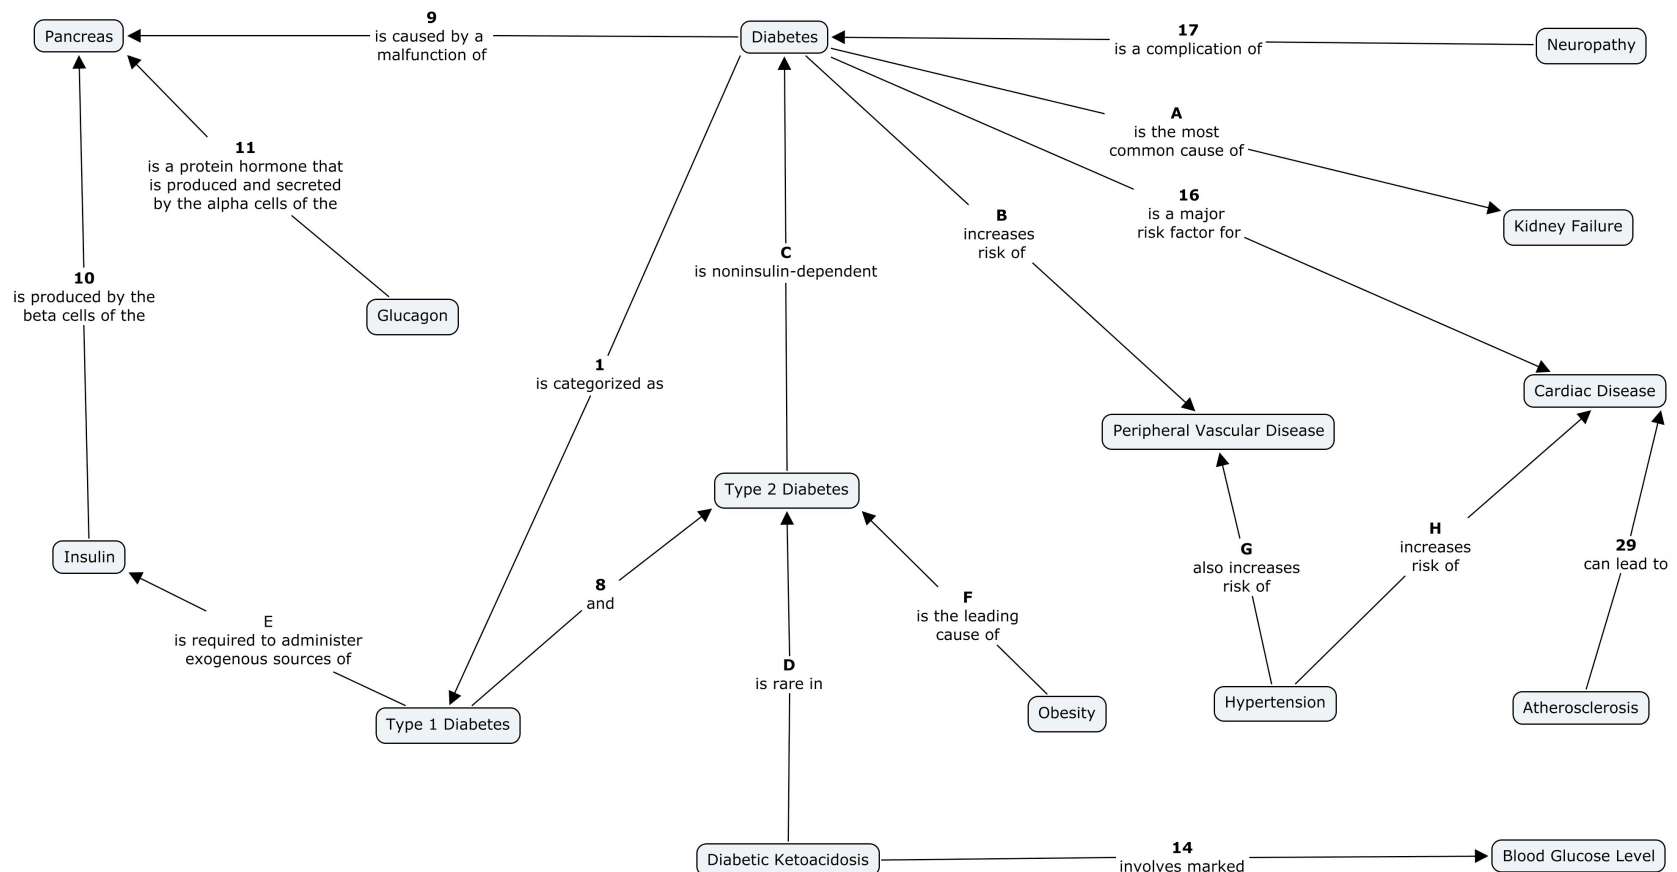 9
is caused by a
malfunction of
Pancreas
Diabetes
17
is a complication of
Neuropathy
A
is the most
common cause of
11
is a protein hormone that
is produced and secreted
by the alpha cells of the
16
is a major
risk factor for
B
increases
risk of
Kidney Failure
C
is noninsulin-dependent
10
is produced by the
beta cells of the
Glucagon
1
is categorized as
Cardiac Disease
Peripheral Vascular Disease
Type 2 Diabetes
H
increases
risk of
29
can lead to
G
also increases
risk of
Insulin
8
and
F
is the leading
cause of
E
is required to administer
exogenous sources of
D
is rare in
Hypertension
Atherosclerosis
Obesity
Type 1 Diabetes
14
involves marked
Diabetic Ketoacidosis
Blood Glucose Level